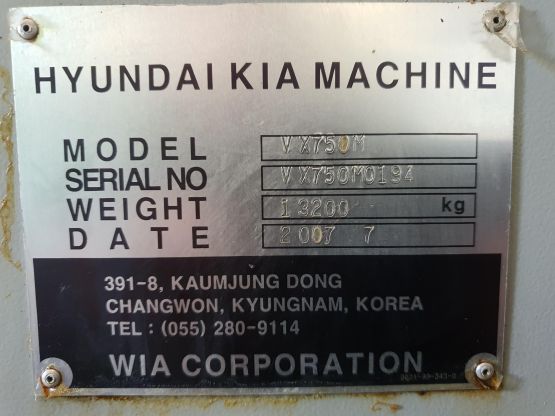 HYUNDAI KIA MACHINE
MODEL VX750M
SERIAL NO VX750M0194
WEIGHT 13200 kg
DATE 2007 7
391-8, KAUMJUNG DONG
CHANGWON, KYUNGNAM, KOREA
TEL : (055) 280-9114
WIA CORPORATION